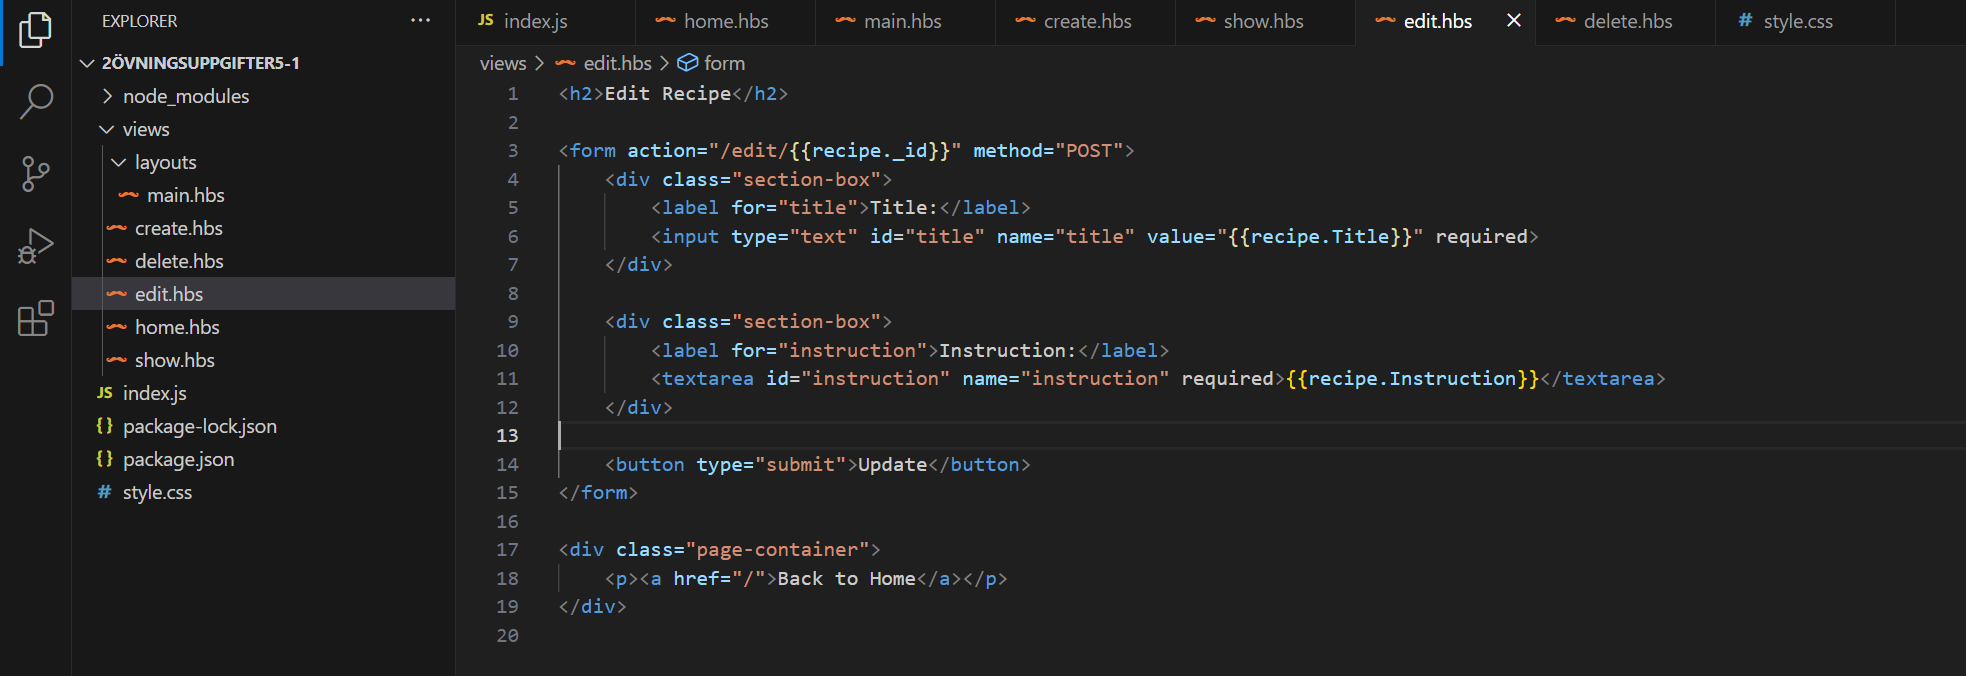 EXPLORER ...
2ÖVNINGSUPPGIFTER5-1
node_modules
views
layouts
main.hbs
create.hbs
delete.hbs
edit.hbs
home.hbs
show.hbs
JS index.js
{} package-lock.json
{} package.json
# style.css
JS index.js home.hbs main.hbs create.hbs show.hbs edit.hbs × delete.hbs # style.css
views > edit.hbs > form
1 <h2>Edit Recipe</h2>
2
3 <form action="/edit/{{recipe._id}}" method="POST">
4     <div class="section-box">
5         <label for="title">Title:</label>
6         <input type="text" id="title" name="title" value="{{recipe.Title}}" required>
7     </div>
8
9     <div class="section-box">
10         <label for="instruction">Instruction:</label>
11         <textarea id="instruction" name="instruction" required>{{recipe.Instruction}}</textarea>
12     </div>
13
14     <button type="submit">Update</button>
15 </form>
16
17 <div class="page-container">
18     <p><a href="/">Back to Home</a></p>
19 </div>
20